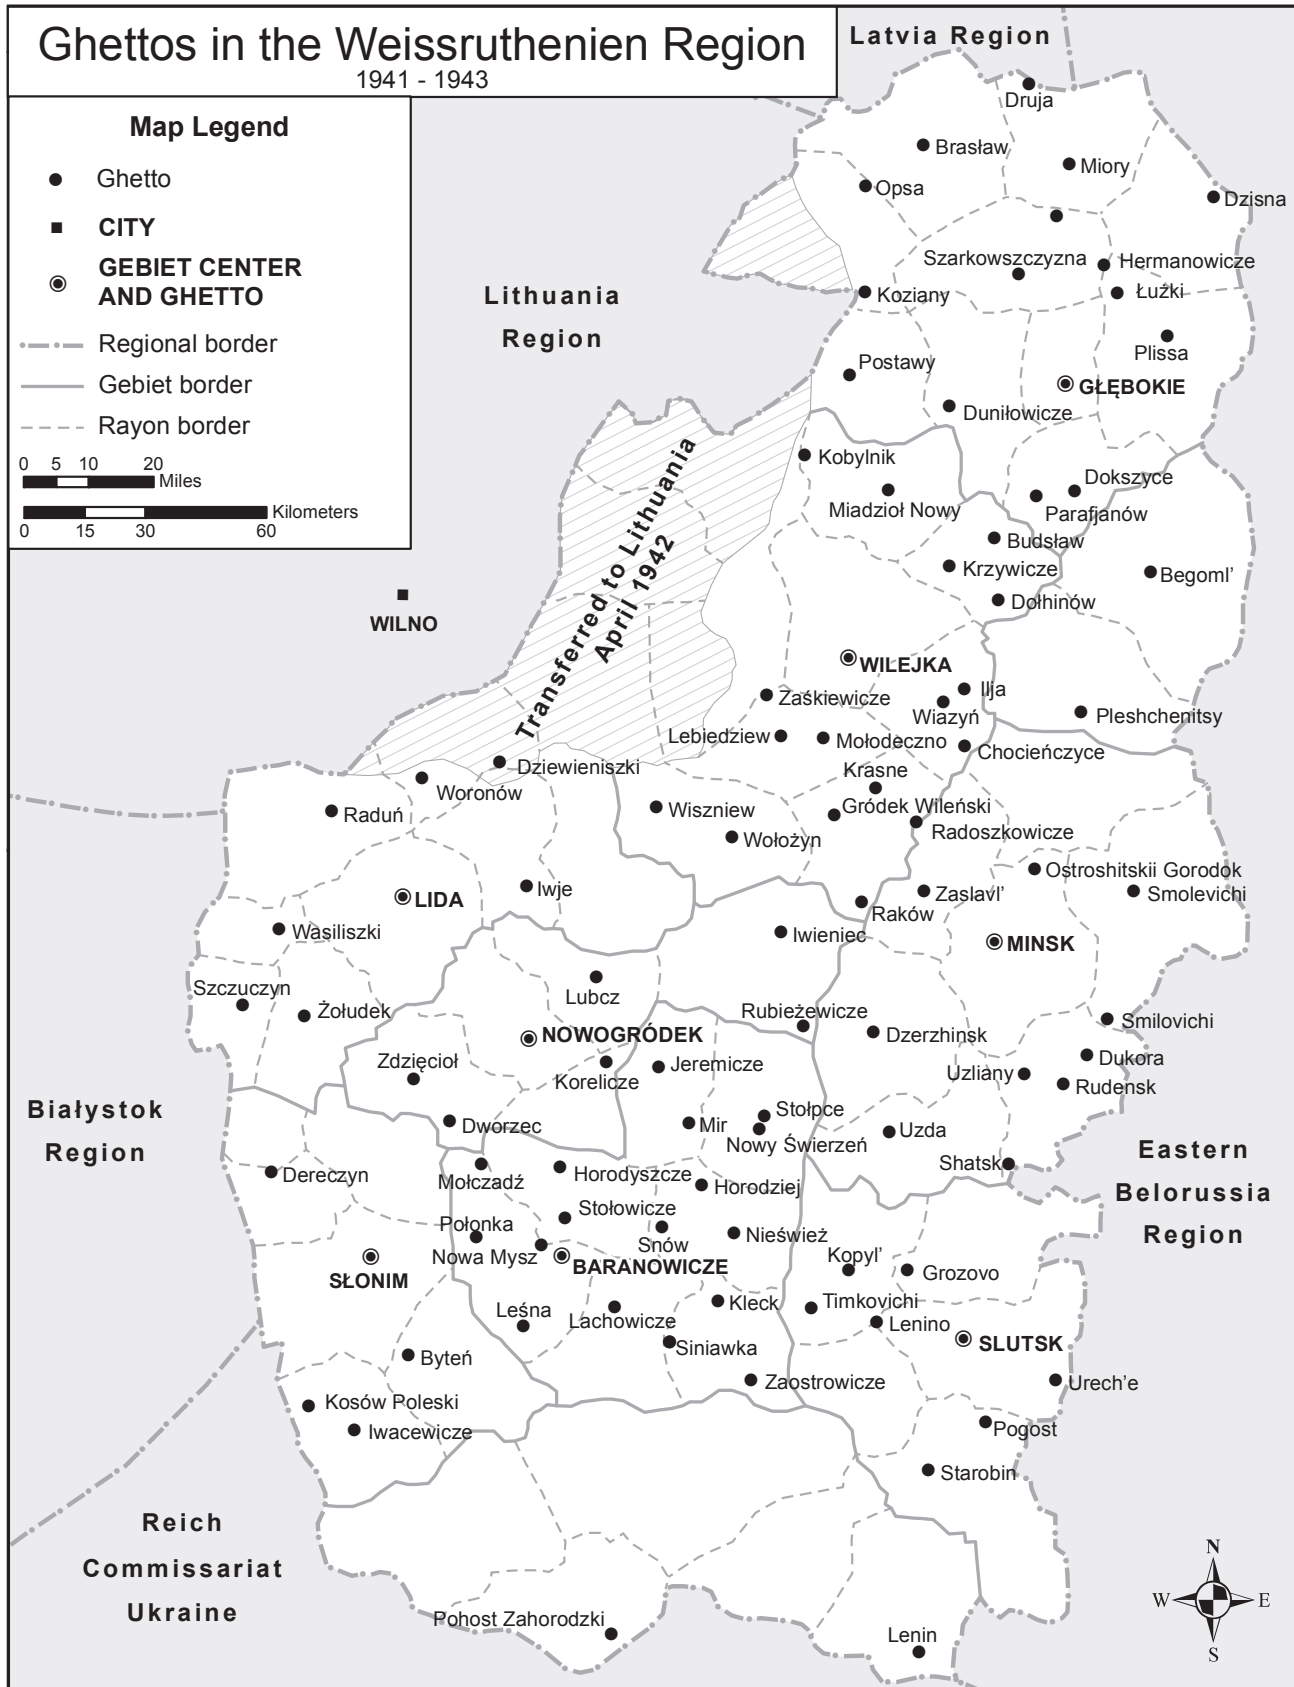 Ghettos in the Weissruthenien Region
1941 - 1943
Map Legend
Ghetto
CITY
GEBIET CENTER
AND GHETTO
Regional border
Gebiet border
Rayon border
0 5 10 20
Miles
Kilometers
0 15 30 60
Latvia Region
Druja
Brasław
Miory
Opsa
Dzisna
Szarkowszczyzna
Hermanowicze
Koziany
Łużki
Lithuania
Region
Plissa
Postawy
GŁĘBOKIE
Duniłowicze
Kobylnik
Dokszyce
Miadzioł Nowy
Parafjanów
Budsław
Krzywicze
Begoml’
Dołhinów
WILNO
Transferred to Lithuania
April 1942
WILEJKA
Ilja
Zaśkiewicze
Wiazyń
Pleshchenitsy
Lebiedziew
Mołodeczno
Chocieńczyce
Dziewieniszki
Krasne
Woronów
Raduń
Wiszniew
Gródek Wileński
Radoszkowicze
Wołożyn
Ostroshitskii Gorodok
Iwje
Zaslavl’
Smolevichi
LIDA
Raków
Wasiliszki
Iwieniec
MINSK
Szczuczyn
Lubcz
Żołudek
Rubieżewicze
Smilovichi
NOWOGRÓDEK
Dzerzhinsk
Zdzięcioł
Dukora
Korelicze
Jeremicze
Uzliany
Rudensk
Białystok
Region
Stołpce
Dworzec
Mir
Nowy Świerzeń
Uzda
Eastern
Belorussia
Region
Shatsk
Dereczyn
Mołczadź
Horodyszcze
Horodziej
Stołowicze
Połonka
Snów
Nieśwież
Nowa Mysz
Kopyl’
BARANOWICZE
Grozovo
SŁONIM
Kleck
Timkovichi
Leśna
Lachowicze
Lenino
SLUTSK
Siniawka
Byteń
Zaostrowicze
Urech’e
Kosów Poleski
Iwacewicze
Pogost
Starobin
Reich
Commissariat
Ukraine
Pohost Zahorodzki
Lenin
N
W E
S